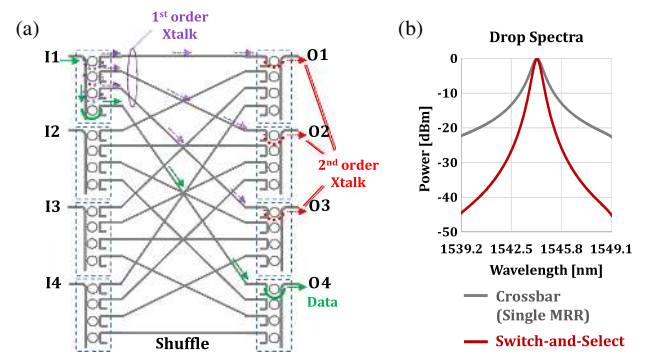 (a)
1st order
Xtalk
I1
I2
I3
I4
O1
O2
2nd order
Xtalk
O3
O4
Data
Shuffle
(b)
Drop Spectra
Power [dBm]
0
-10
-20
-30
-40
-50
1539.2 1542.5 1545.8 1549.1
Wavelength [nm]
Crossbar
(Single MRR)
Switch-and-Select